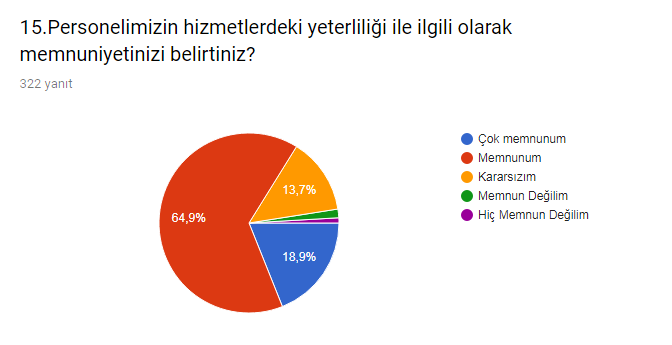 15.Personelimizin hizmetlerdeki yeterliliği ile ilgili olarak
memnuniyetinizi belirtiniz?
322 yanıt
Çok memnunum
Memnunum
Kararsızım
Memnun Değilim
Hiç Memnun Değilim
13,7%
64,9%
18,9%